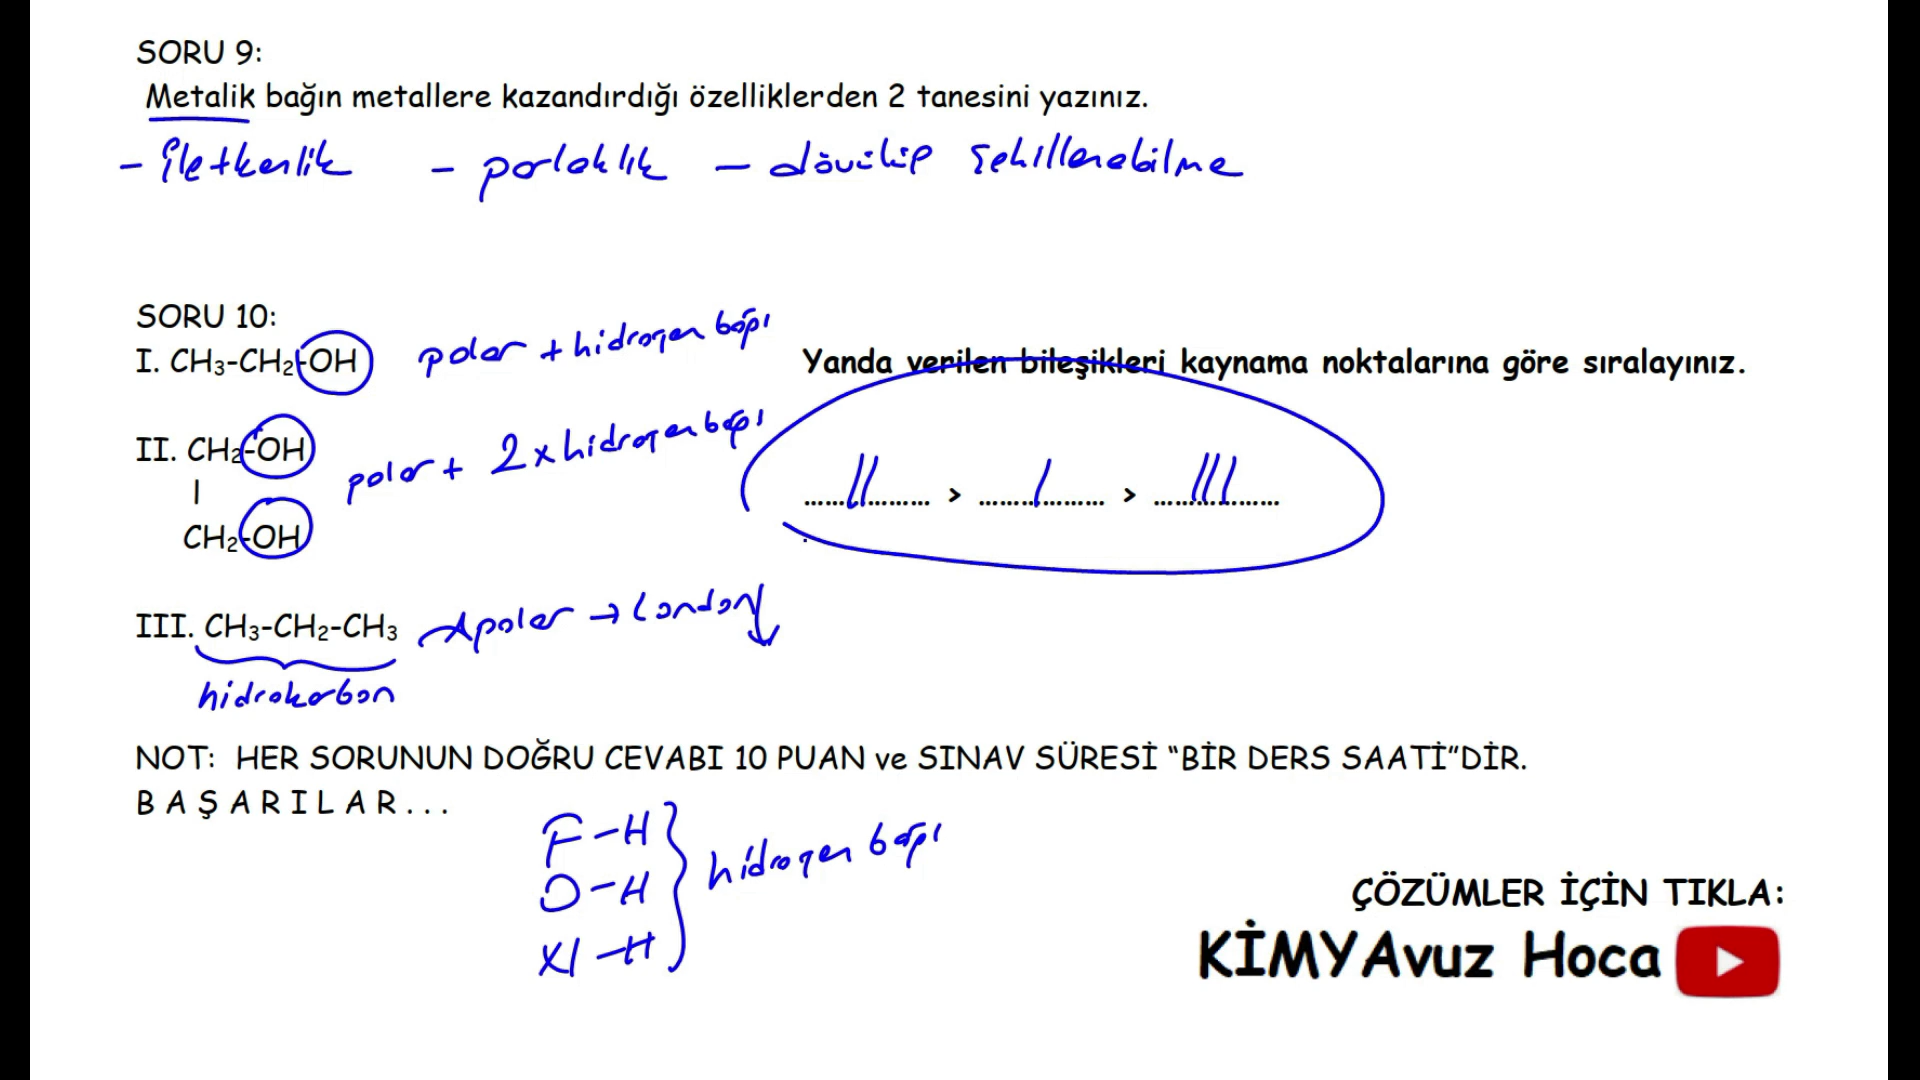 SORU 9:
Metalik bağın metallere kazandırdığı özelliklerden 2 tanesini yazınız.
- iletkenlik - parlaklık - dövülüp şekillenebilme
SORU 10:
I. CH₃-CH₂-OH polar + hidrojen bağı
Yanda verilen bileşikleri kaynama noktalarına göre sıralayınız.
II. CH₂-OH polar + 2x hidrojen bağı
|
CH₂-OH
……II……… > ………I……… > ……III………
III. CH₃-CH₂-CH₃ Apolar → London ↓
hidrokarbon
NOT: HER SORUNUN DOĞRU CEVABI 10 PUAN ve SINAV SÜRESİ “BİR DERS SAATİ”DİR.
B A Ş A R I L A R . . .
F-H
O-H
N-H
hidrojen bağı
ÇÖZÜMLER İÇİN TIKLA:
KİMYAvuz Hoca